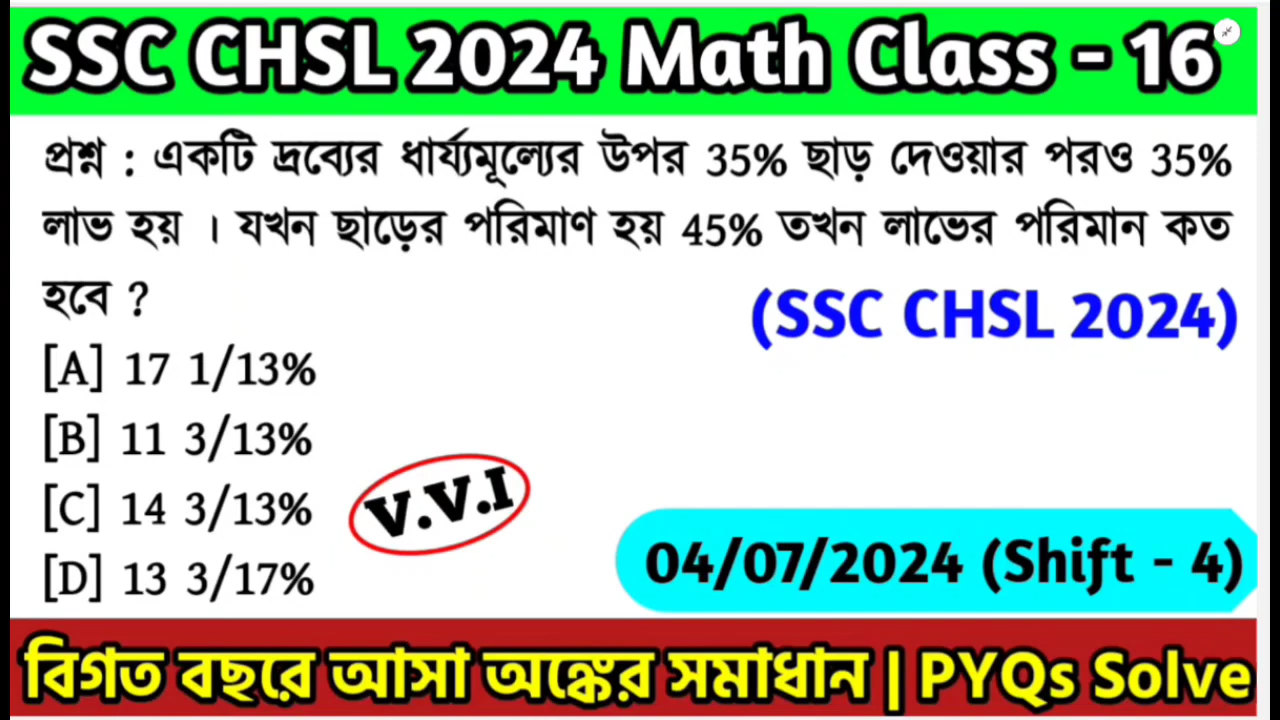 SSC CHSL 2024 Math Class - 16
প্রশ্ন : একটি দ্রব্যের ধার্য্যমূল্যের উপর 35% ছাড় দেওয়ার পরও 35%
লাভ হয় । যখন ছাড়ের পরিমাণ হয় 45% তখন লাভের পরিমান কত
হবে ?
(SSC CHSL 2024)
[A] 17 1/13%
[B] 11 3/13%
[C] 14 3/13%
[D] 13 3/17%
V.V.I
04/07/2024 (Shift - 4)
বিগত বছরে আসা অঙ্কের সমাধান | PYQs Solve